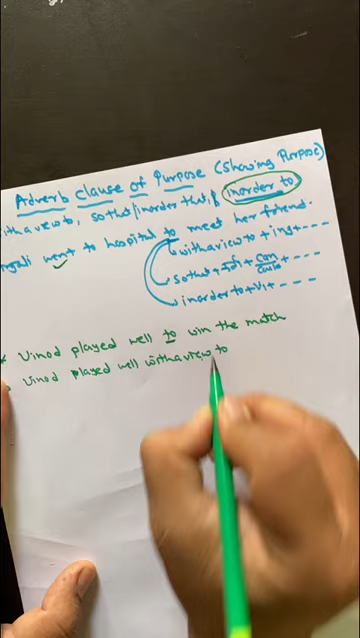 Adverb clause of Purpose (Showing Purpose)
with a view to, so that/inorder that, & inorder to
went to hospital to meet her friend.
with a view to + ing + ---
so that + + can/could + ---
inorder to + V1 + ---
Vinod played well to win the match
Vinod played well with a view to